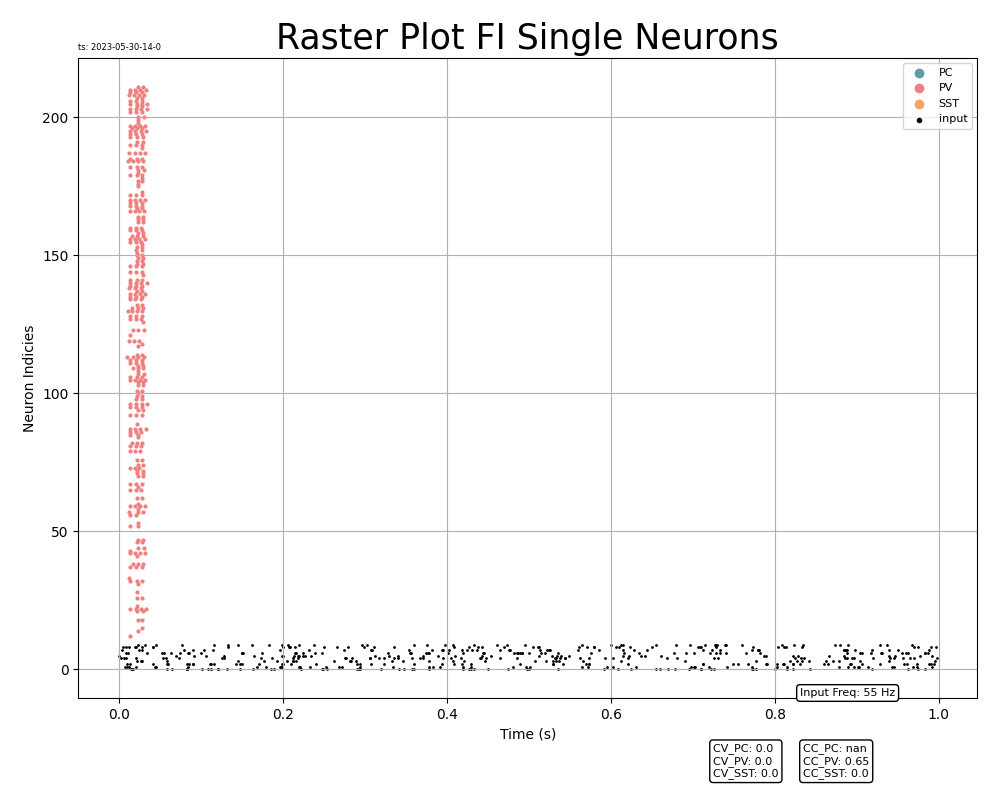 Raster Plot FI Single Neurons
ts: 2023-05-30-14-0
PC
PV
SST
input
200
150
100
50
0
Neuron Indicies
0.0 0.2 0.4 0.6 0.8 1.0
Time (s)
Input Freq: 55 Hz
CV_PC: 0.0
CV_PV: 0.0
CV_SST: 0.0
CC_PC: nan
CC_PV: 0.65
CC_SST: 0.0